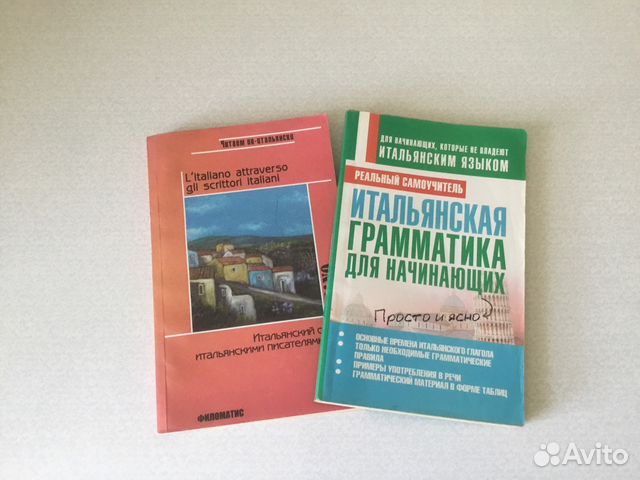 Читаем по-итальянски
L'italiano attraverso
gli scrittori italiani
Итальянский с
итальянскими писателями
ФИЛОМАТИС
ДЛЯ НАЧИНАЮЩИХ, КОТОРЫЕ НЕ ВЛАДЕЮТ
ИТАЛЬЯНСКИМ ЯЗЫКОМ
РЕАЛЬНЫЙ САМОУЧИТЕЛЬ
ИТАЛЬЯНСКАЯ
ГРАММАТИКА
ДЛЯ НАЧИНАЮЩИХ
Просто и ясно
ОСНОВНЫЕ ВРЕМЕНА ИТАЛЬЯНСКОГО ГЛАГОЛА
ТОЛЬКО НЕОБХОДИМЫЕ ГРАММАТИЧЕСКИЕ
ПРАВИЛА
ПРИМЕРЫ УПОТРЕБЛЕНИЯ В РЕЧИ
ГРАММАТИЧЕСКИЙ МАТЕРИАЛ В ФОРМЕ ТАБЛИЦ
Avito